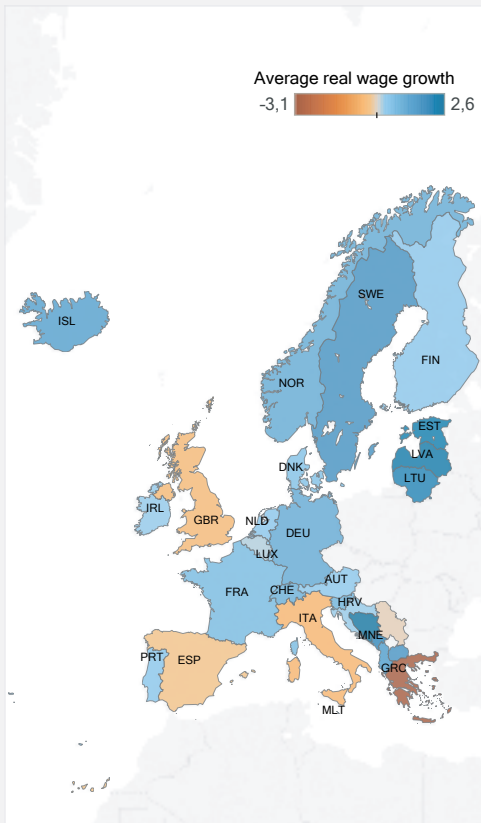 Average real wage growth
-3,1 2,6
SWE
ISL
FIN
NOR
EST
LVA
DNK
LTU
IRL
GBR
NLD
DEU
LUX
AUT
FRA
CHE
HRV
ITA
MNE
PRT
ESP
GRC
MLT